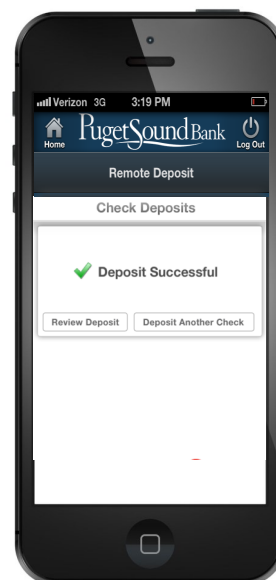 Verizon 3G 3:19 PM
Home PugetSound Bank Log Out
Remote Deposit
Check Deposits
Deposit Successful
Review Deposit Deposit Another Check